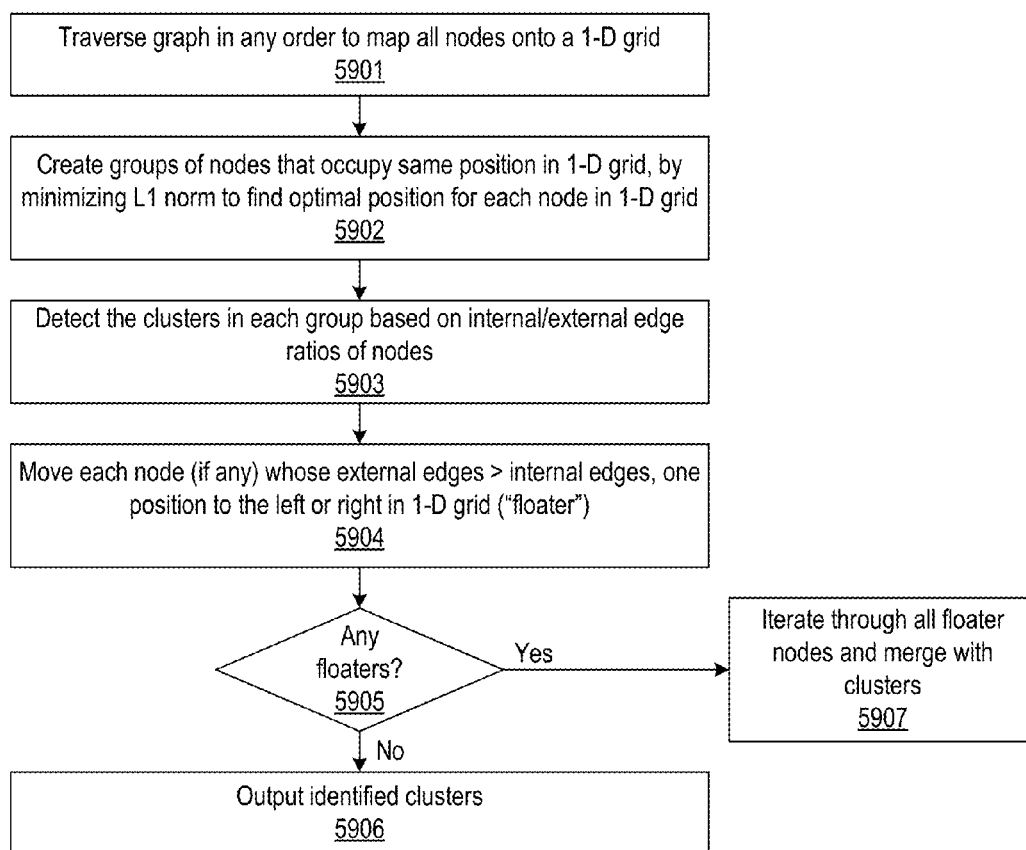 Traverse graph in any order to map all nodes onto a 1-D grid
5901
Create groups of nodes that occupy same position in 1-D grid, by
minimizing L1 norm to find optimal position for each node in 1-D grid
5902
Detect the clusters in each group based on internal/external edge
ratios of nodes
5903
Move each node (if any) whose external edges > internal edges, one
position to the left or right in 1-D grid (“floater”)
5904
Any
floaters?
5905
Yes
Iterate through all floater
nodes and merge with
clusters
5907
No
Output identified clusters
5906